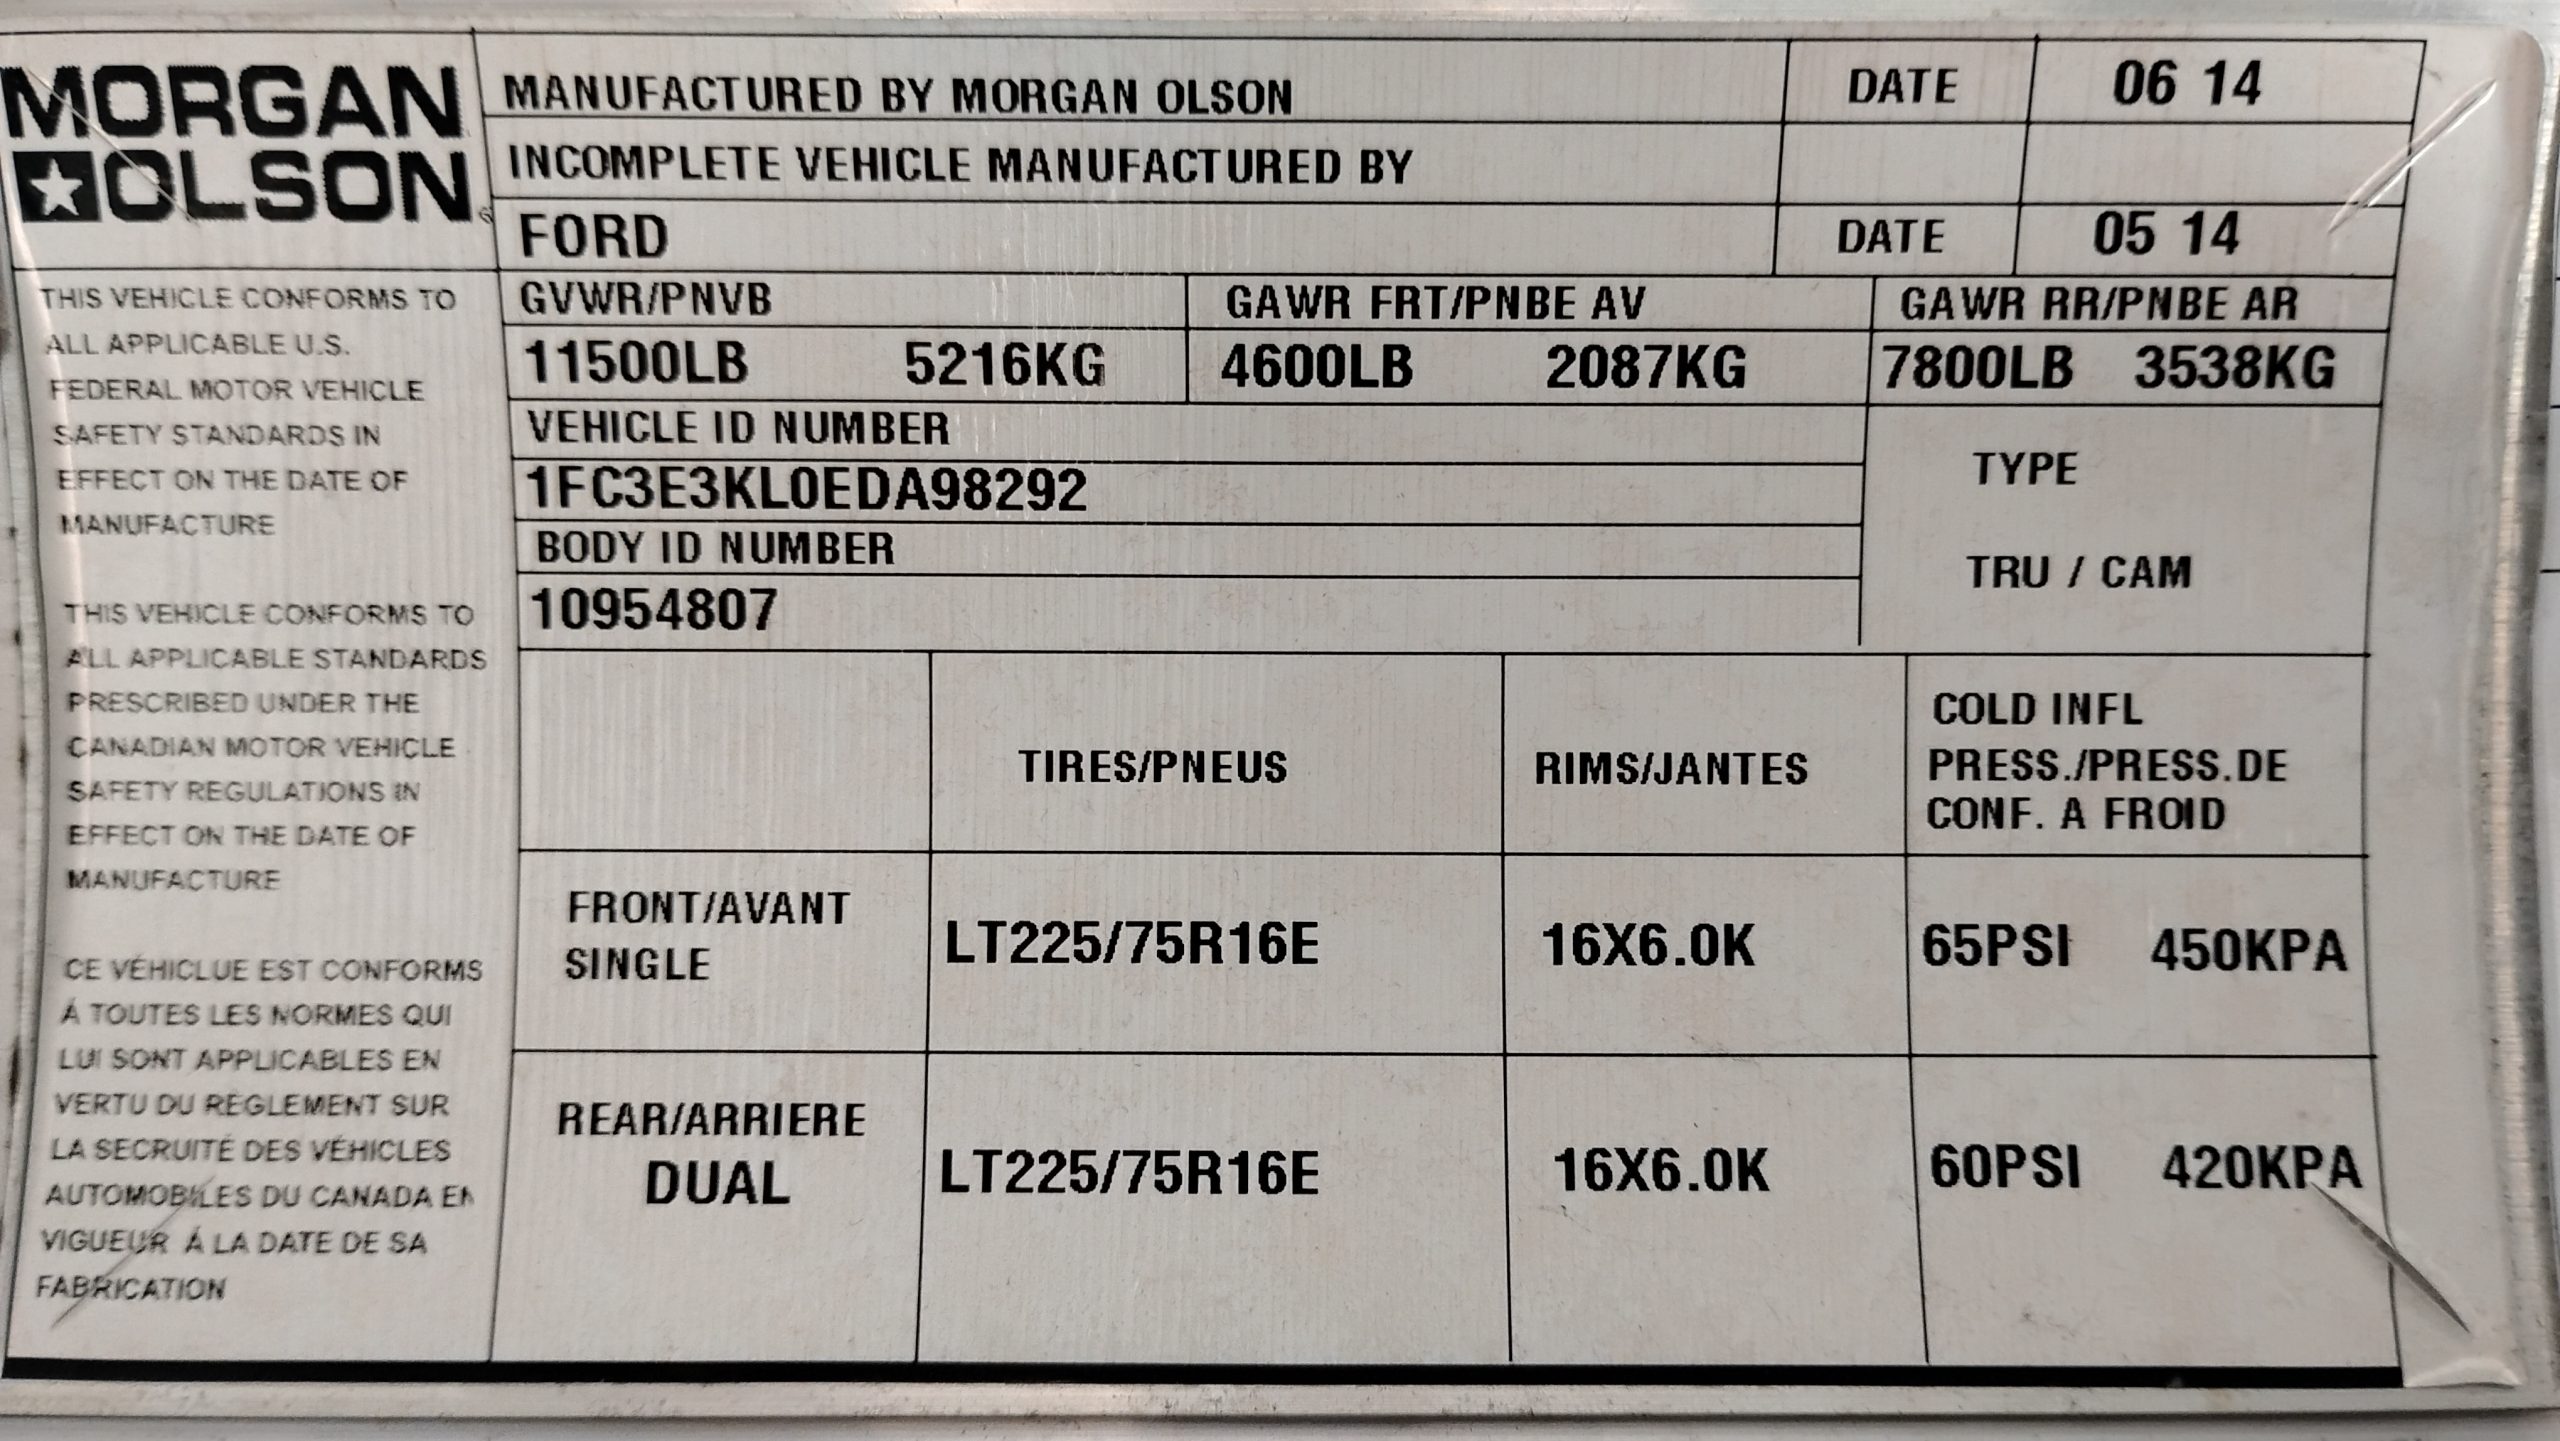 MORGAN
OLSON
THIS VEHICLE CONFORMS TO
ALL APPLICABLE U.S.
FEDERAL MOTOR VEHICLE
SAFETY STANDARDS IN
EFFECT ON THE DATE OF
MANUFACTURE
THIS VEHICLE CONFORMS TO
ALL APPLICABLE STANDARDS
PRESCRIBED UNDER THE
CANADIAN MOTOR VEHICLE
SAFETY REGULATIONS IN
EFFECT ON THE DATE OF
MANUFACTURE
CE VÉHICLUE EST CONFORMS
Á TOUTES LES NORMES QUI
LUI SONT APPLICABLES EN
VERTU DU RÈGLEMENT SUR
LA SECRUITÉ DES VÉHICLES
AUTOMOBILES DU CANADA EN
VIGUEUR Á LA DATE DE SA
FABRICATION
MANUFACTURED BY MORGAN OLSON DATE 06 14
INCOMPLETE VEHICLE MANUFACTURED BY
FORD DATE 05 14
GVWR/PNVB GAWR FRT/PNBE AV GAWR RR/PNBE AR
11500LB 5216KG 4600LB 2087KG 7800LB 3538KG
VEHICLE ID NUMBER
1FC3E3KL0EDA98292
BODY ID NUMBER
10954807
TYPE
TRU / CAM
TIRES/PNEUS RIMS/JANTES
COLD INFL
PRESS./PRESS.DE
CONF. A FROID
FRONT/AVANT
SINGLE
LT225/75R16E 16X6.0K 65PSI 450KPA
REAR/ARRIERE
DUAL
LT225/75R16E 16X6.0K 60PSI 420KPA